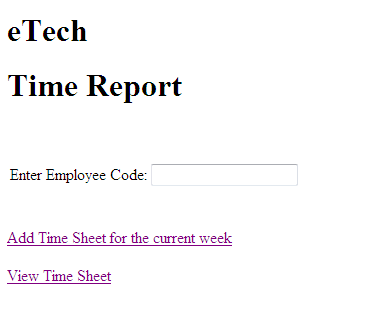 eTech
Time Report
Enter Employee Code:
Add Time Sheet for the current week
View Time Sheet